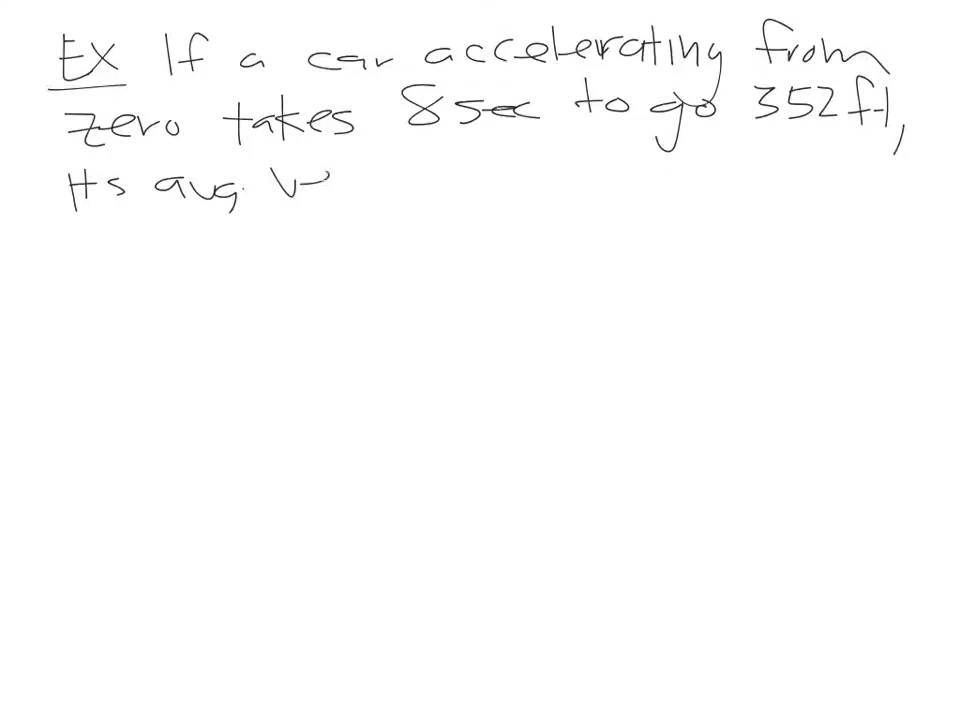 Ex If a car accelerating from
zero takes 8 sec to go 352 ft,
its avg. v